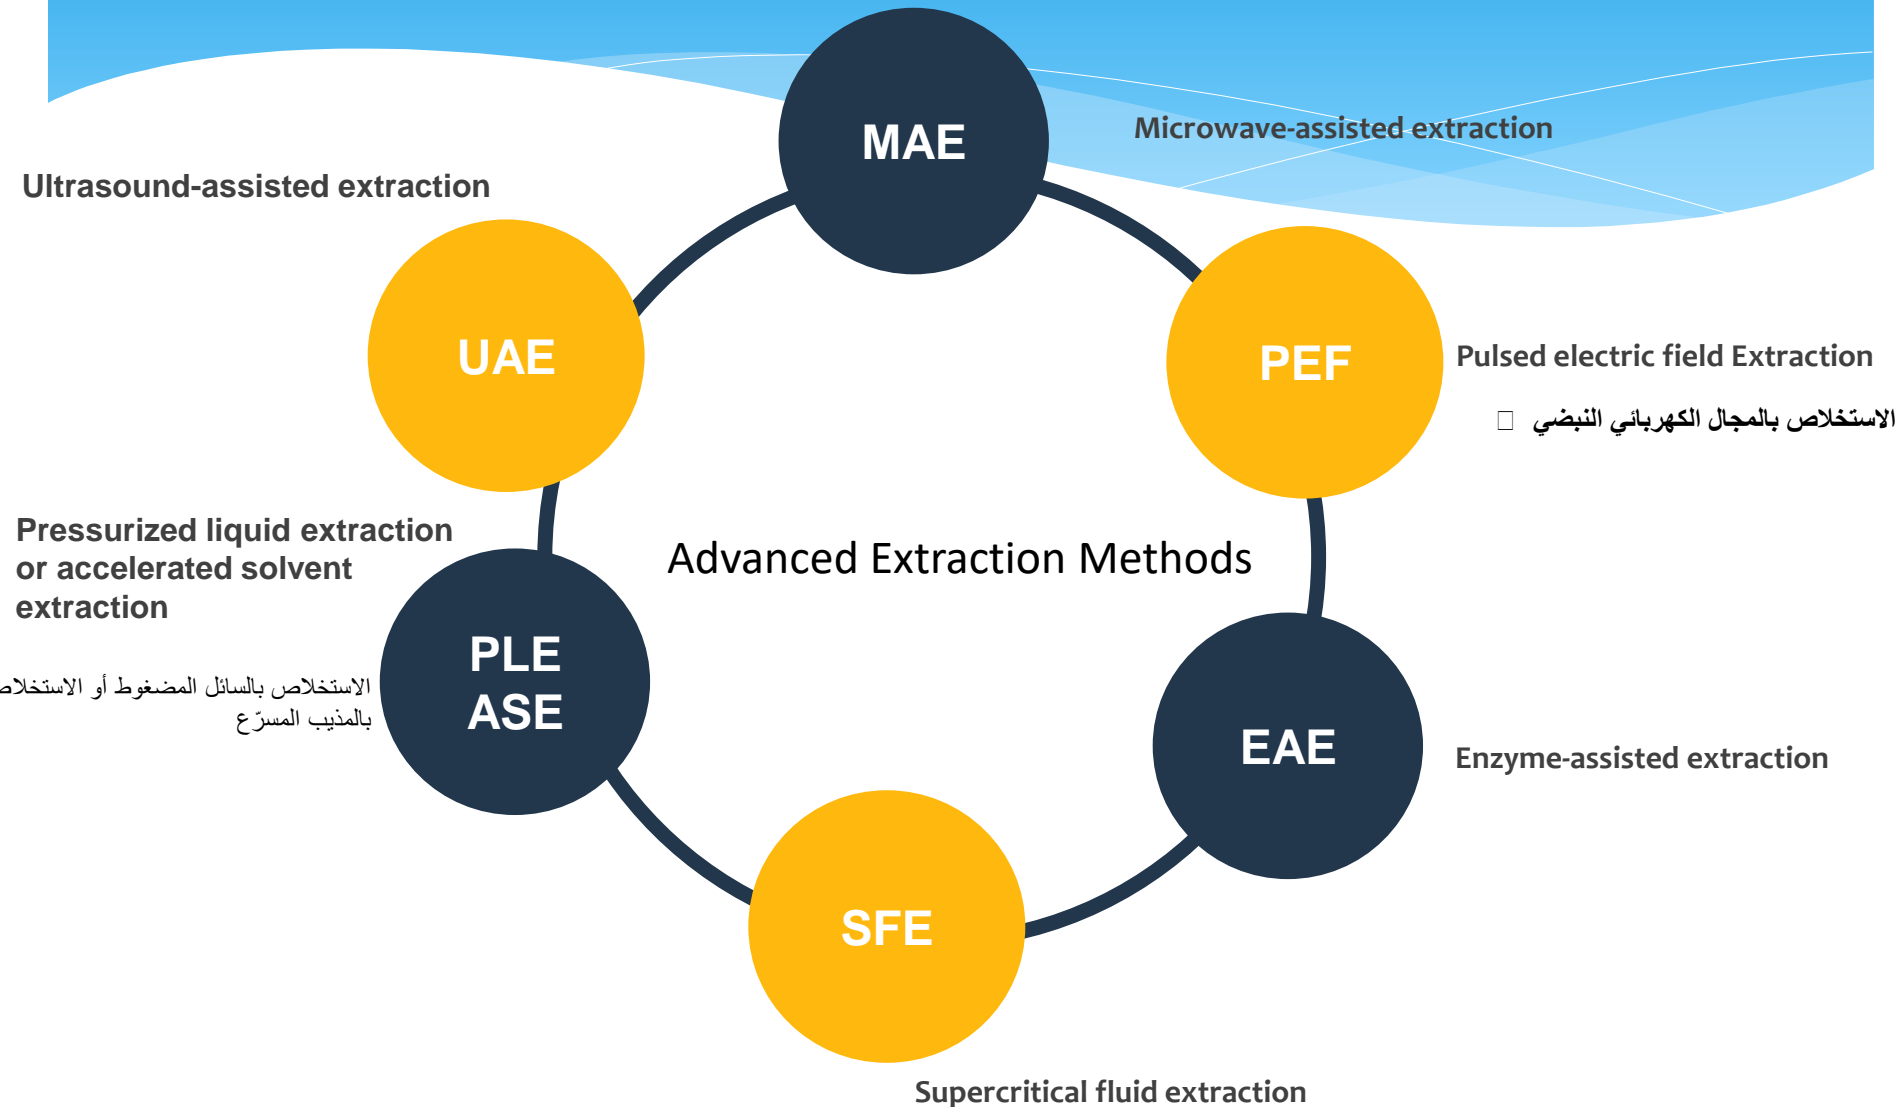 MAE
Microwave-assisted extraction
Ultrasound-assisted extraction
UAE
PEF
Pulsed electric field Extraction
الاستخلاص بالمجال الكهربائي النبضي
Pressurized liquid extraction
or accelerated solvent
extraction
Advanced Extraction Methods
PLE
ASE
الاستخلاص بالسائل المضغوط أو
بالمذيب المسرّع
EAE
Enzyme-assisted extraction
SFE
Supercritical fluid extraction